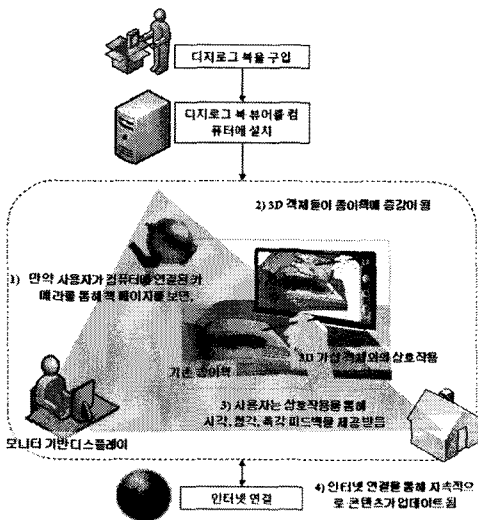 디지로그 북을 구입
디지로그 북 뷰어를 컴
퓨터에 설치
2) 3D 객체들이 종이책에 증강이 됨
1) 만약 사용자가 컴퓨터에 연결된 카
메라를 통해 책 페이지를 보면,
3D 가상 객체와의 상호작용
기존 종이책
3) 사용자는 상호작용을 통해
시각, 청각, 촉각 피드백을 제공 받음
모니터 기반 디스플레이
인터넷 연결
4) 인터넷 연결을 통해 지속적으
로 콘텐츠가 업데이트 됨